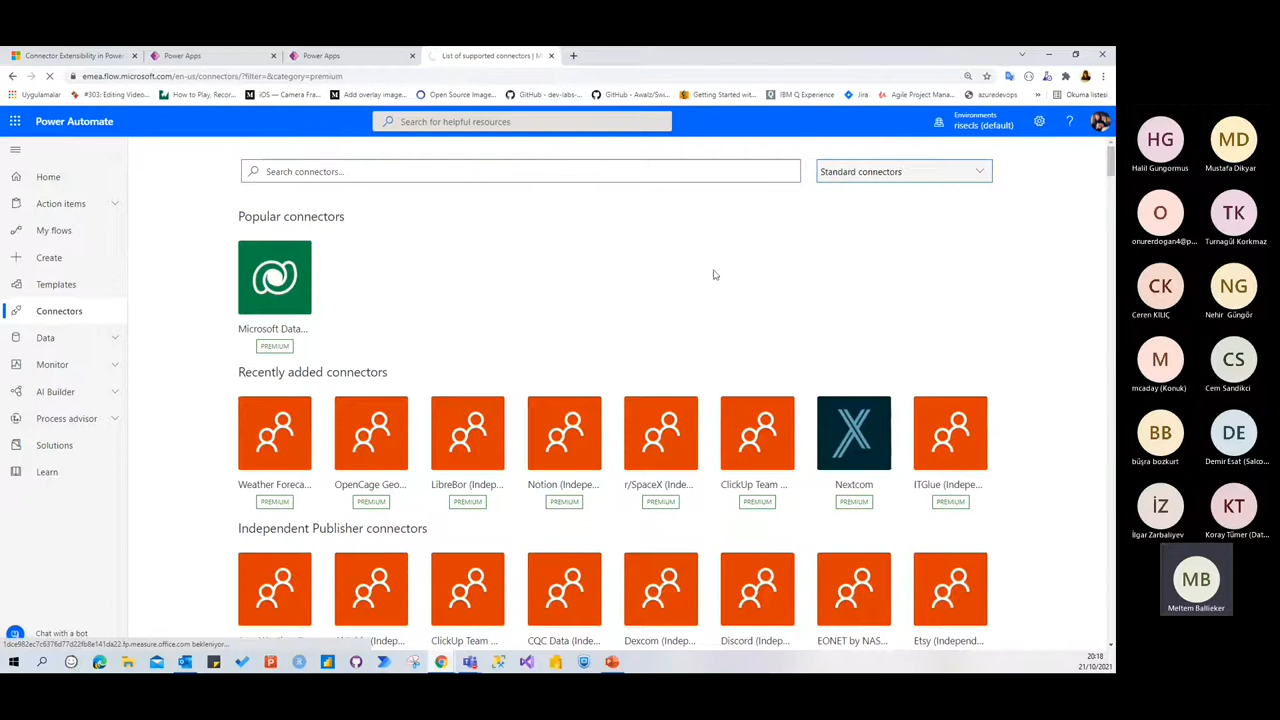 Connector Extensibility in Power
Power Apps
Power Apps
List of supported connectors | M
emea.flow.microsoft.com/en-us/connectors/?filter=&category=premium
Uygulamalar
#303: Editing Video...
How to Play, Recor...
iOS — Camera Fra...
Add overlay image...
Open Source Image...
GitHub - dev-labs-...
GitHub - Awalz/Swi...
Getting Started wit...
IBM Q Experience
Jira
Agile Project Mana...
azuredevops
»
Okuma listesi
Power Automate
Search for helpful resources
Environments
risecls (default)
Home
Action items
My flows
Create
Templates
Connectors
Data
Monitor
AI Builder
Process advisor
Solutions
Learn
Chat with a bot
Search connectors...
Standard connectors
Popular connectors
Microsoft Data...
PREMIUM
Recently added connectors
Weather Foreca...
OpenCage Geo...
LibreBor (Indep...
Notion (Indepe...
r/SpaceX (Inde...
ClickUp Team ...
Nextcom
ITGlue (Indepe...
PREMIUM
PREMIUM
PREMIUM
PREMIUM
PREMIUM
PREMIUM
PREMIUM
PREMIUM
Independent Publisher connectors
ClickUp Team ...
CQC Data (Inde...
Dexcom (Indep...
Discord (Indep...
EONET by NAS...
Etsy (Independ...
20:18
21/10/2021
HG
Halil Gungormus
MD
Mustafa Dikyar
O
onurerdogan4@p...
TK
Turnagül Korkmaz
CK
Ceren KILIÇ
NG
Nehir Güngör
M
mcaday (Konuk)
CS
Cem Sandikci
BB
büşra bozkurt
DE
Demir Esat (Salco...
İZ
İlgar Zarbaliyev
KT
Koray Tümer (Dat...
MB
Meltem Ballieker